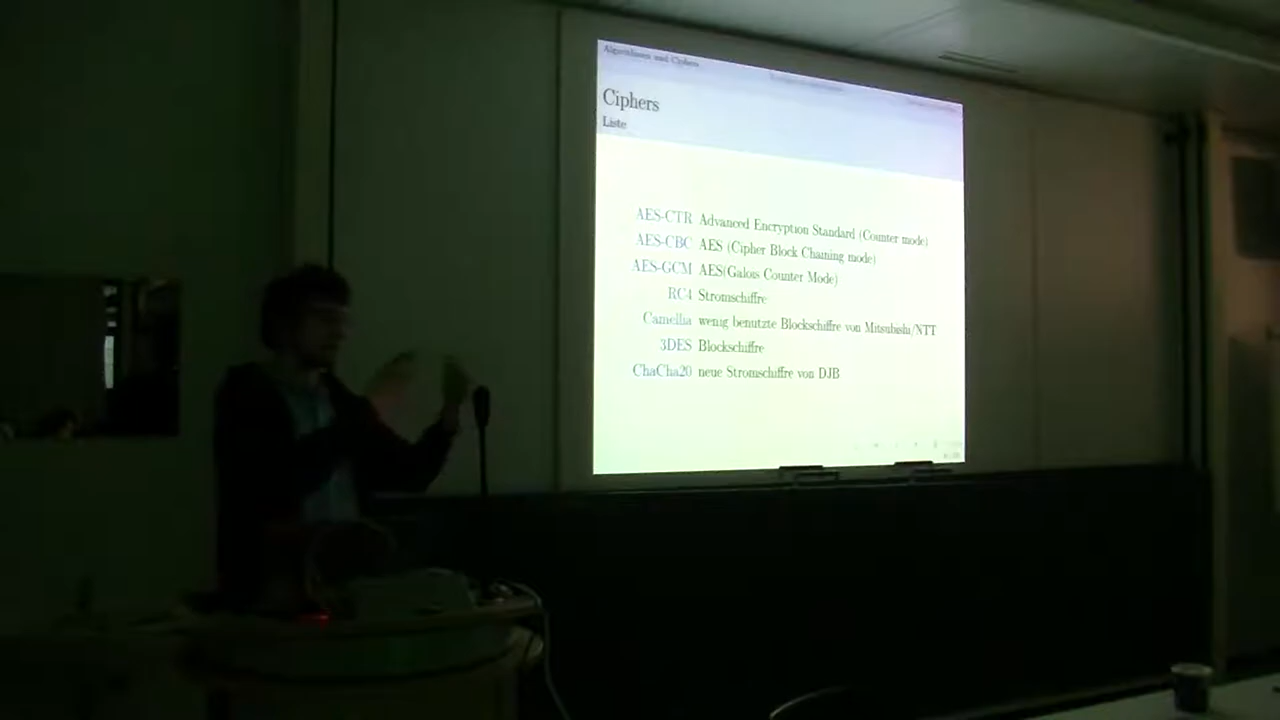 Algorithmen und Ciphers
Ciphers
Liste
AES-CTR Advanced Encryption Standard (Counter mode)
AES-CBC AES (Cipher Block Chaining mode)
AES-GCM AES(Galois Counter Mode)
RC4 Stromschiffre
Camellia wenig benutzte Blockschiffre von Mitsubishi/NTT
3DES Blockschiffre
ChaCha20 neue Stromschiffre von DJB